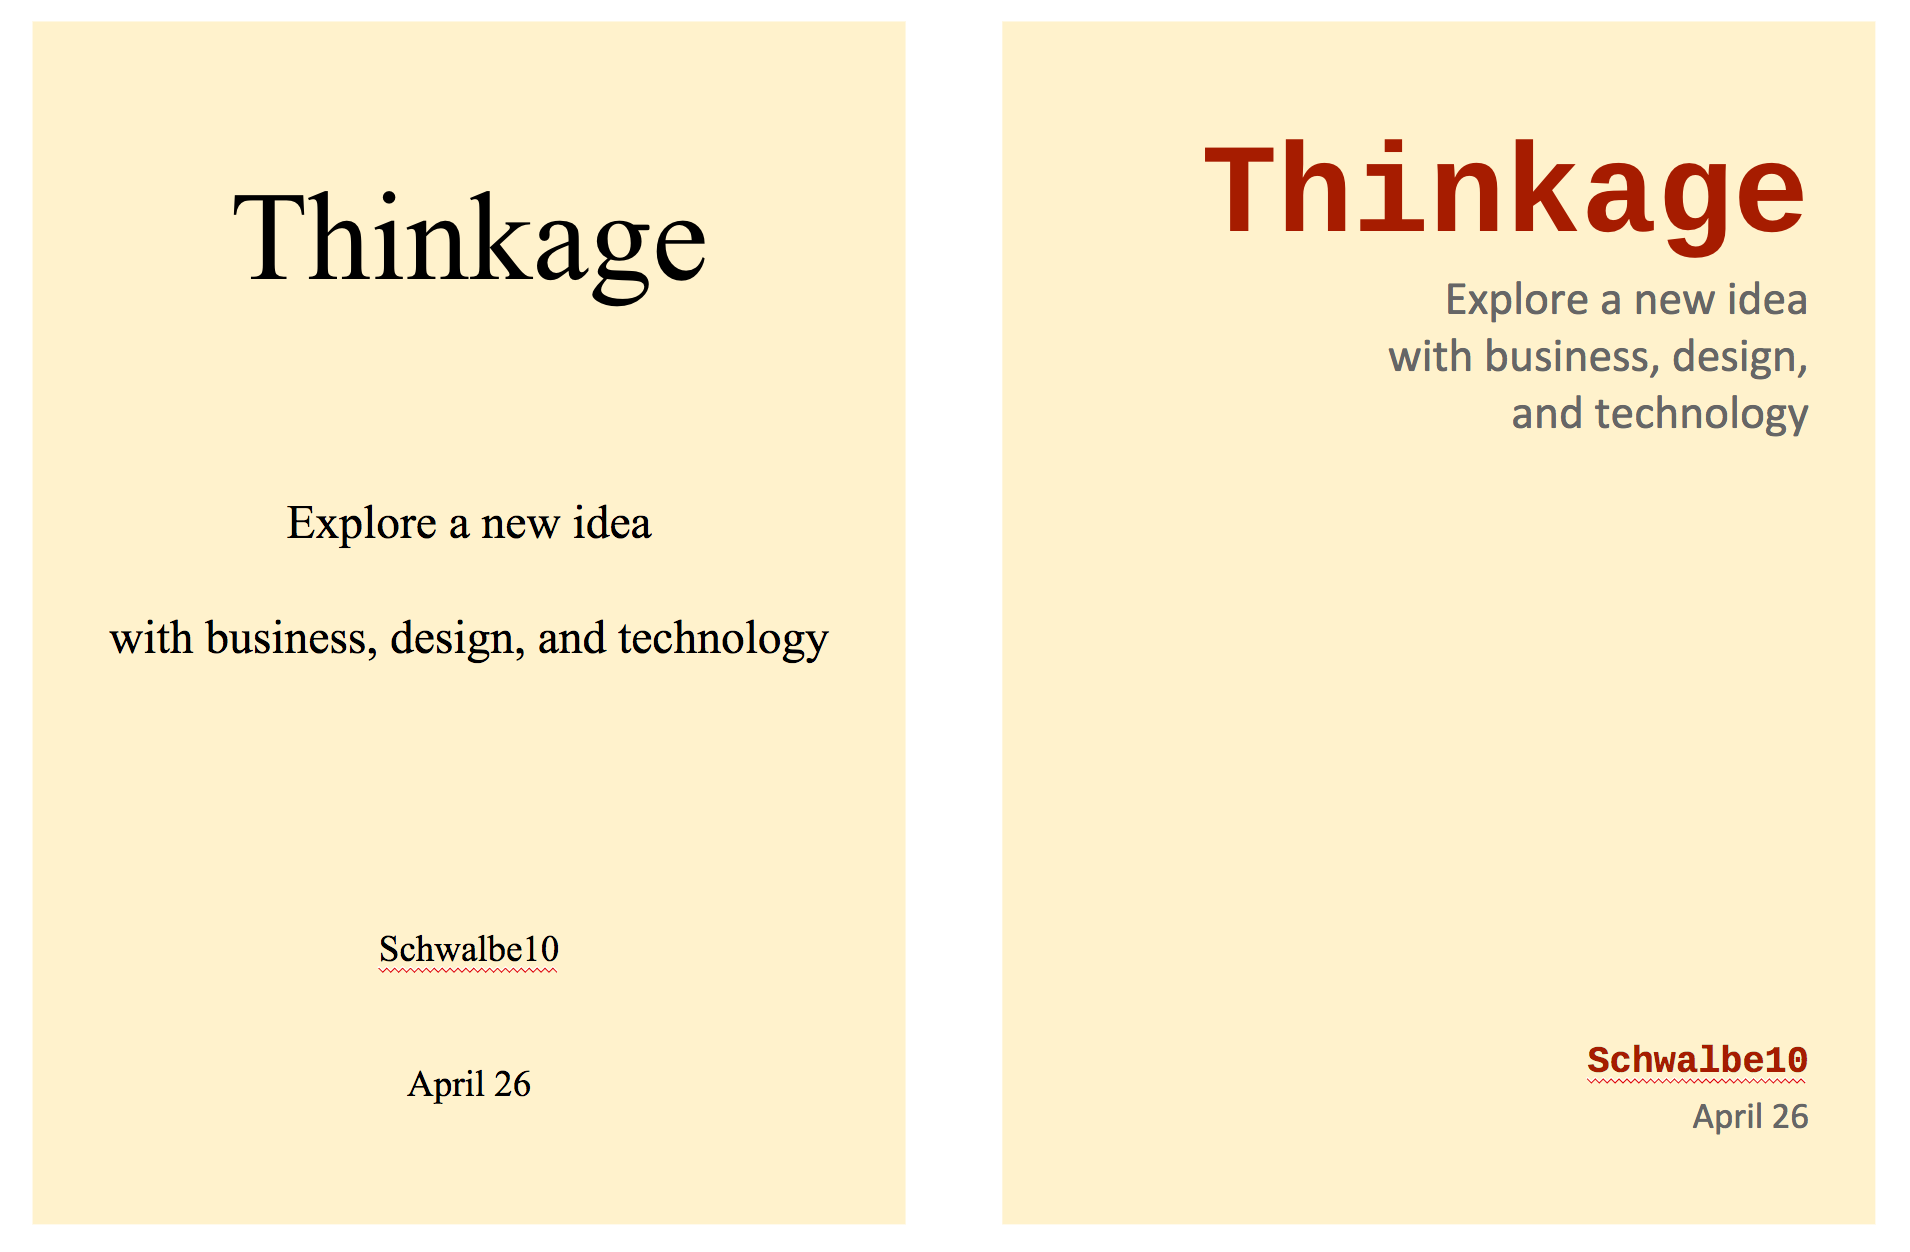 Thinkage
Explore a new idea
with business, design, and technology
Schwalbe10
April 26
Thinkage
Explore a new idea
with business, design,
and technology
Schwalbe10
April 26